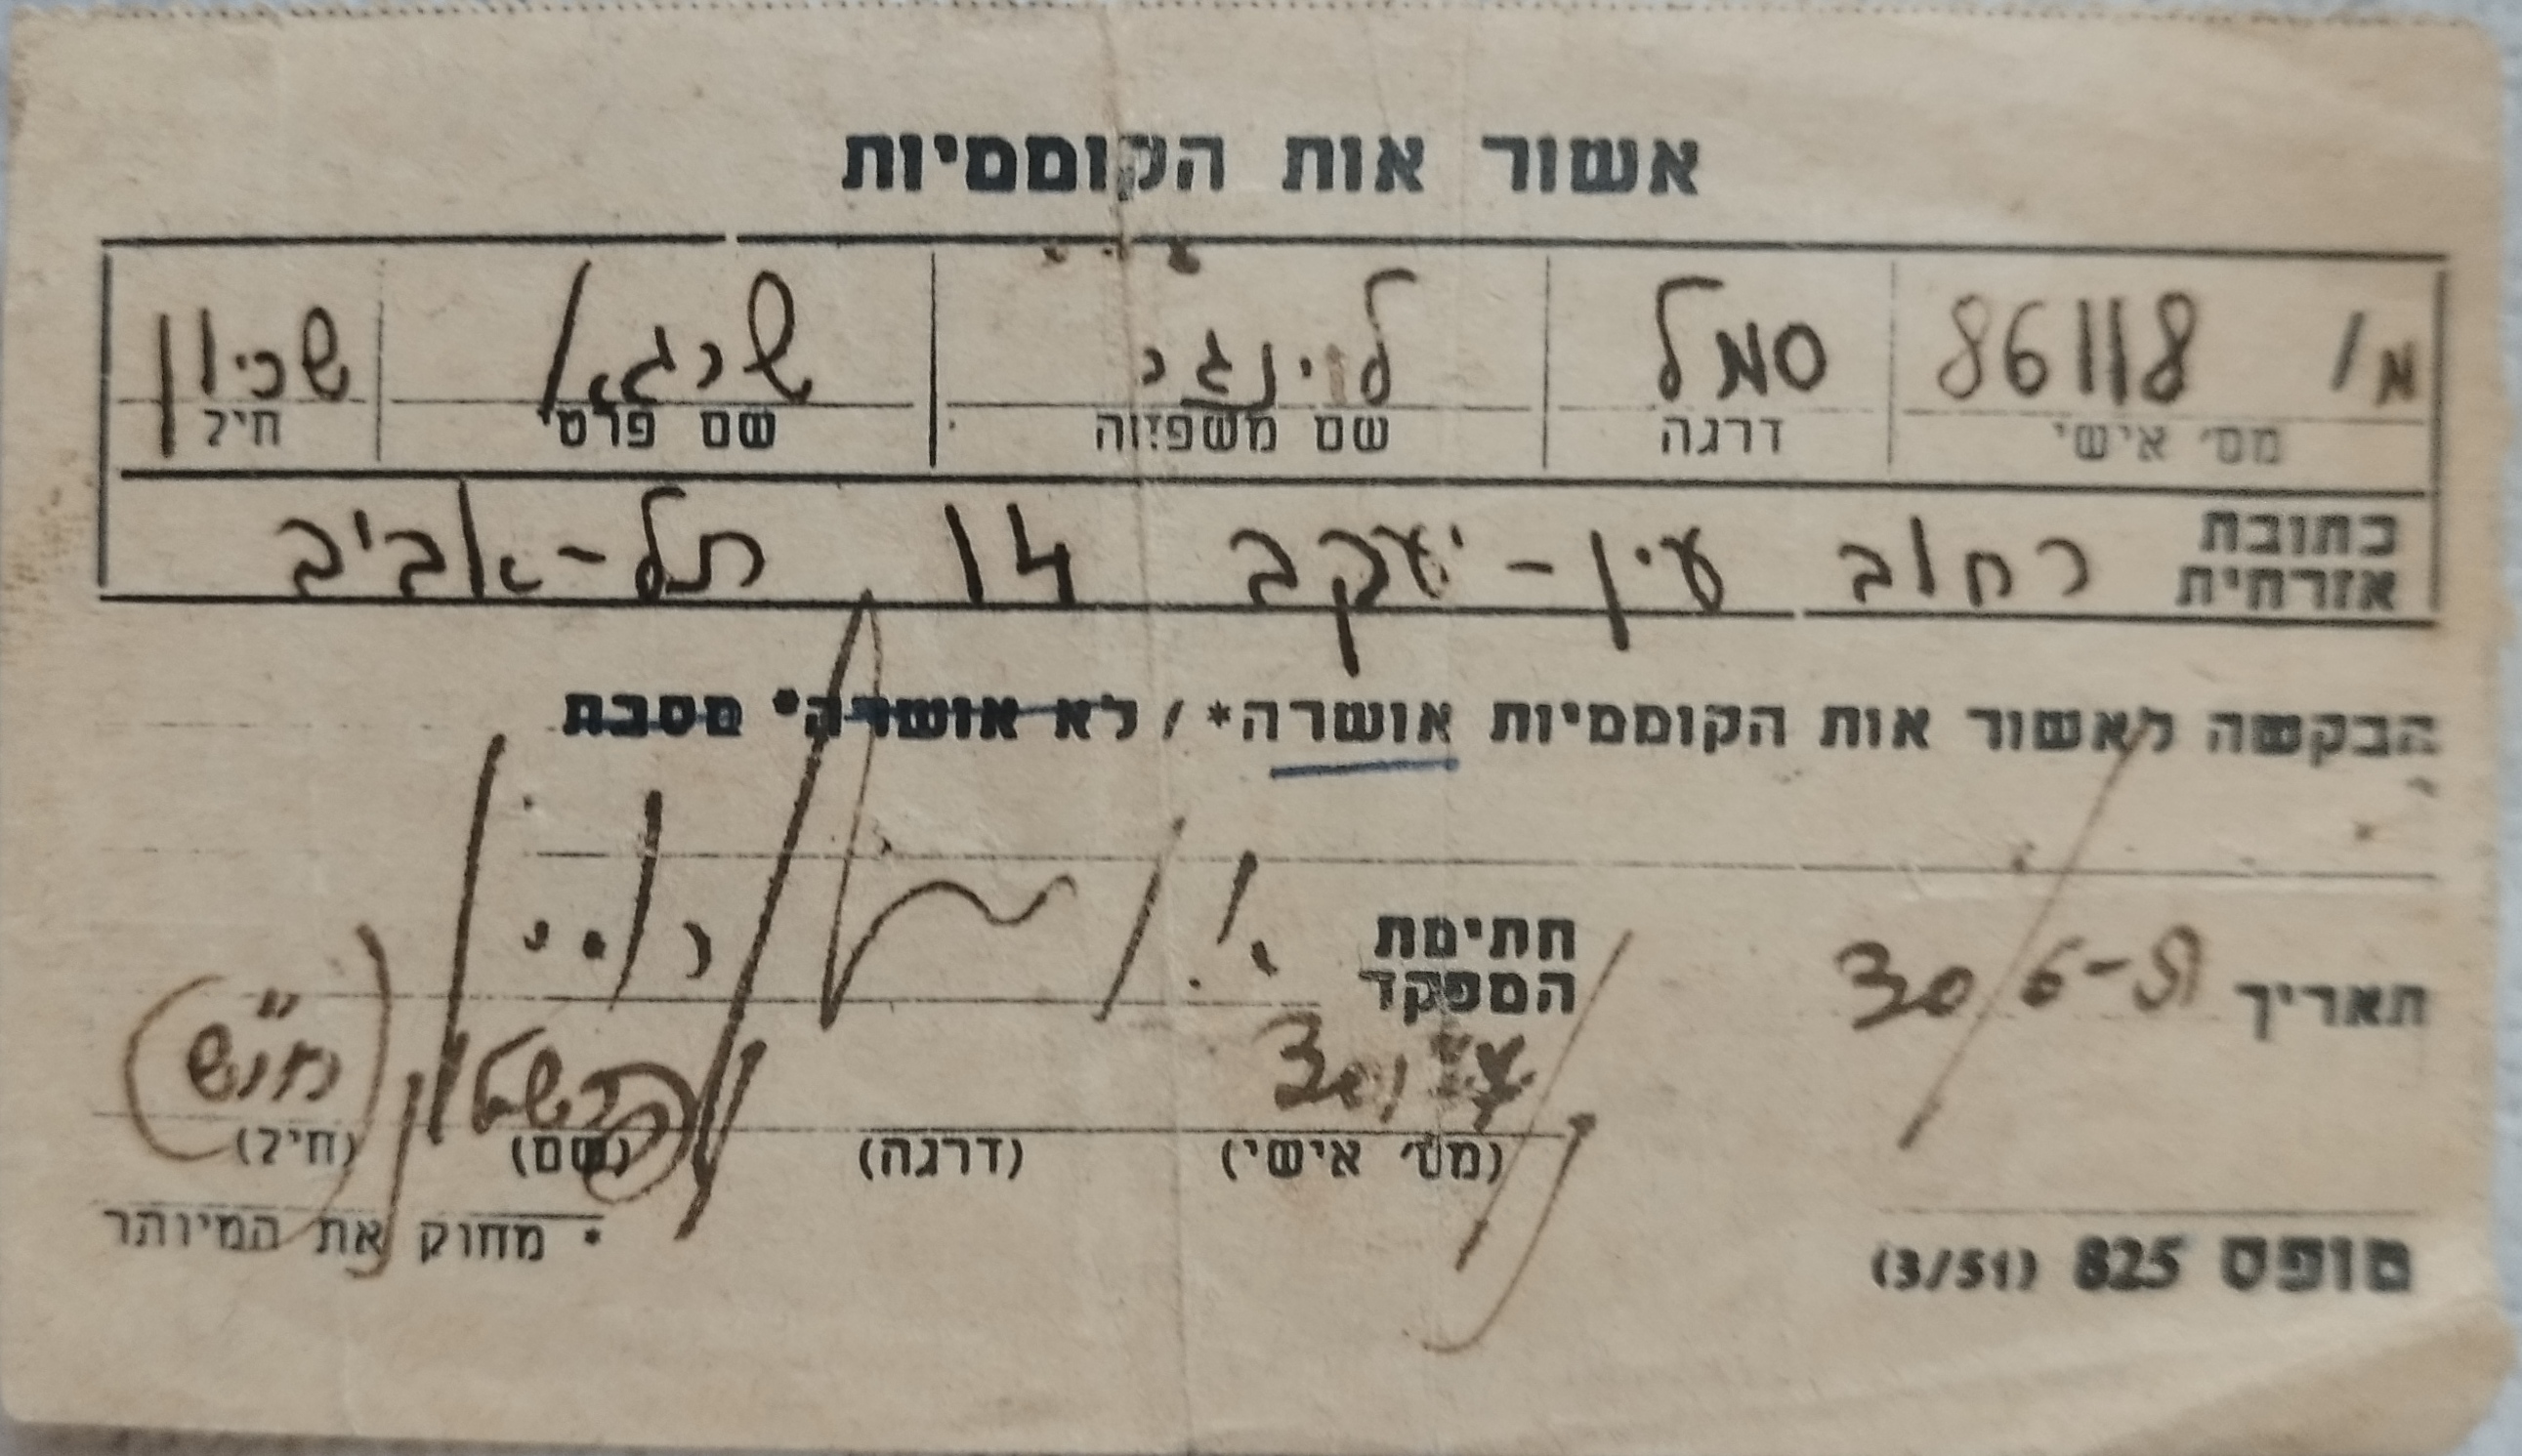 אשור אות הקוממיות
מ/ 86118 סמל שרגא שריון
מס׳ אישי דרגה שם משפחה שם פרטי חיל
כתובת אזרחית רחוב עין-יעקב 14 תל-אביב
הבקשה לאשור אות הקוממיות אושרה* / לא אושרה* מסבת
תאריך 30/6-51 חתימת המפקד
(מס׳ אישי) (דרגה) (שם) (חיל)
* מחוק את המיותר
טופס 825 (3/51)